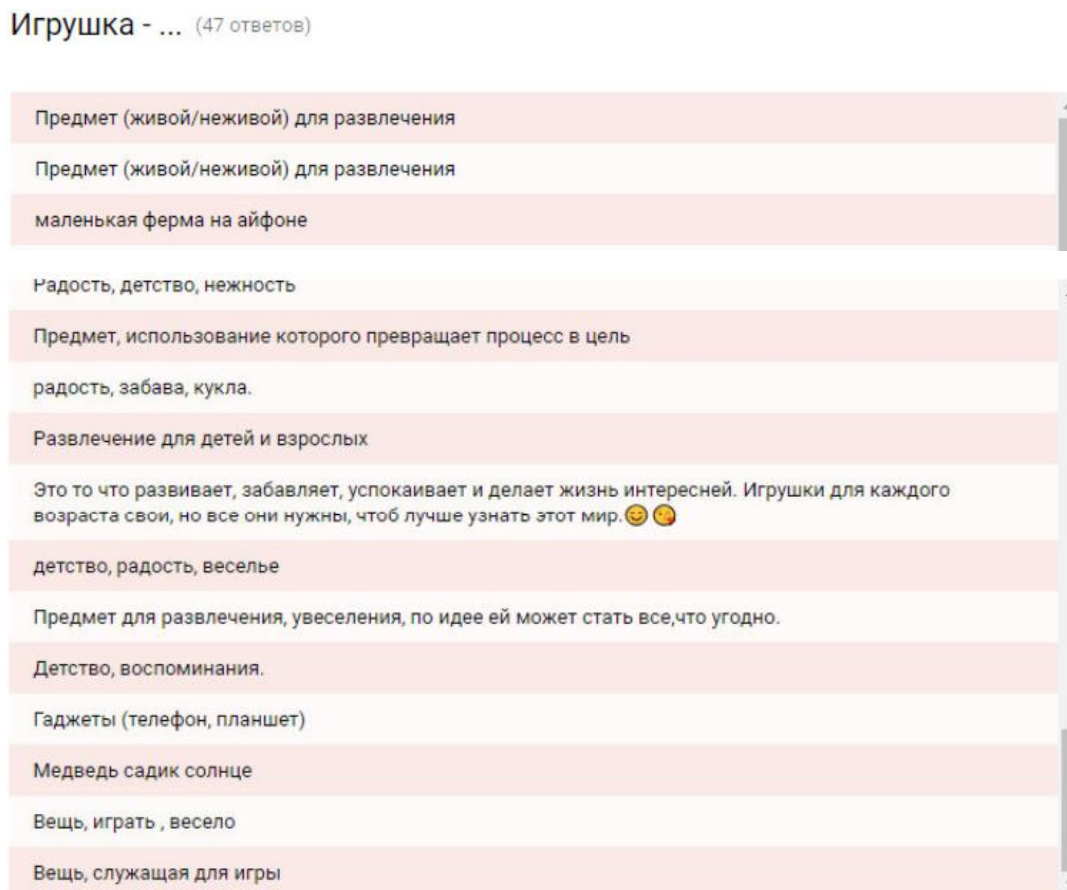 Игрушка - ... (47 ответов)
Предмет (живой/неживой) для развлечения
Предмет (живой/неживой) для развлечения
маленькая ферма на айфоне
Радость, детство, нежность
Предмет, использование которого превращает процесс в цель
радость, забава, кукла.
Развлечение для детей и взрослых
Это то что развивает, забавляет, успокаивает и делает жизнь интересней. Игрушки для каждого
возраста свои, но все они нужны, чтоб лучше узнать этот мир.😊😘
детство, радость, веселье
Предмет для развлечения, увеселения, по идее ей может стать все,что угодно.
Детство, воспоминания.
Гаджеты (телефон, планшет)
Медведь садик солнце
Вещь, играть , весело
Вещь, служащая для игры